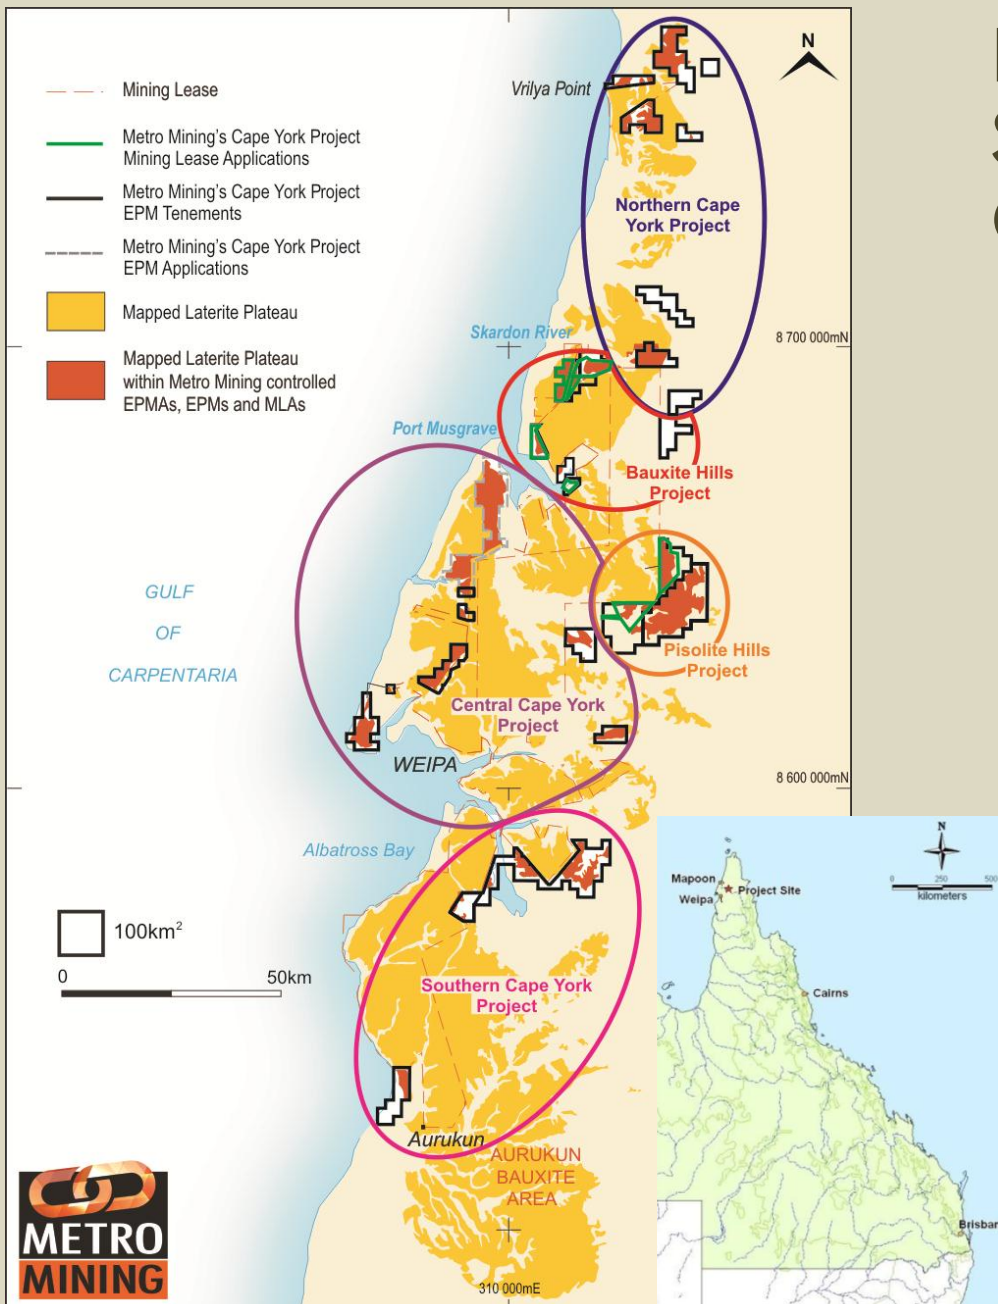 Mining Lease
Metro Mining's Cape York Project
Mining Lease Applications
Metro Mining's Cape York Project
EPM Tenements
Metro Mining's Cape York Project
EPM Applications
Mapped Laterite Plateau
Mapped Laterite Plateau
within Metro Mining controlled
EPMAs, EPMs and MLAs
N
Vrilya Point
Northern Cape
York Project
Skardon River
8 700 000mN
Port Musgrave
Bauxite Hills
Project
GULF
OF
CARPENTARIA
Pisolite Hills
Project
Central Cape York
Project
WEIPA
8 600 000mN
Albatross Bay
100km²
0 50km
Southern Cape York
Project
Aurukun
AURUKUN
BAUXITE
AREA
310 000mE
METRO
MINING
N
0 250 500
kilometers
Mapoon
Weipa
Project Site
Cairns
Brisban